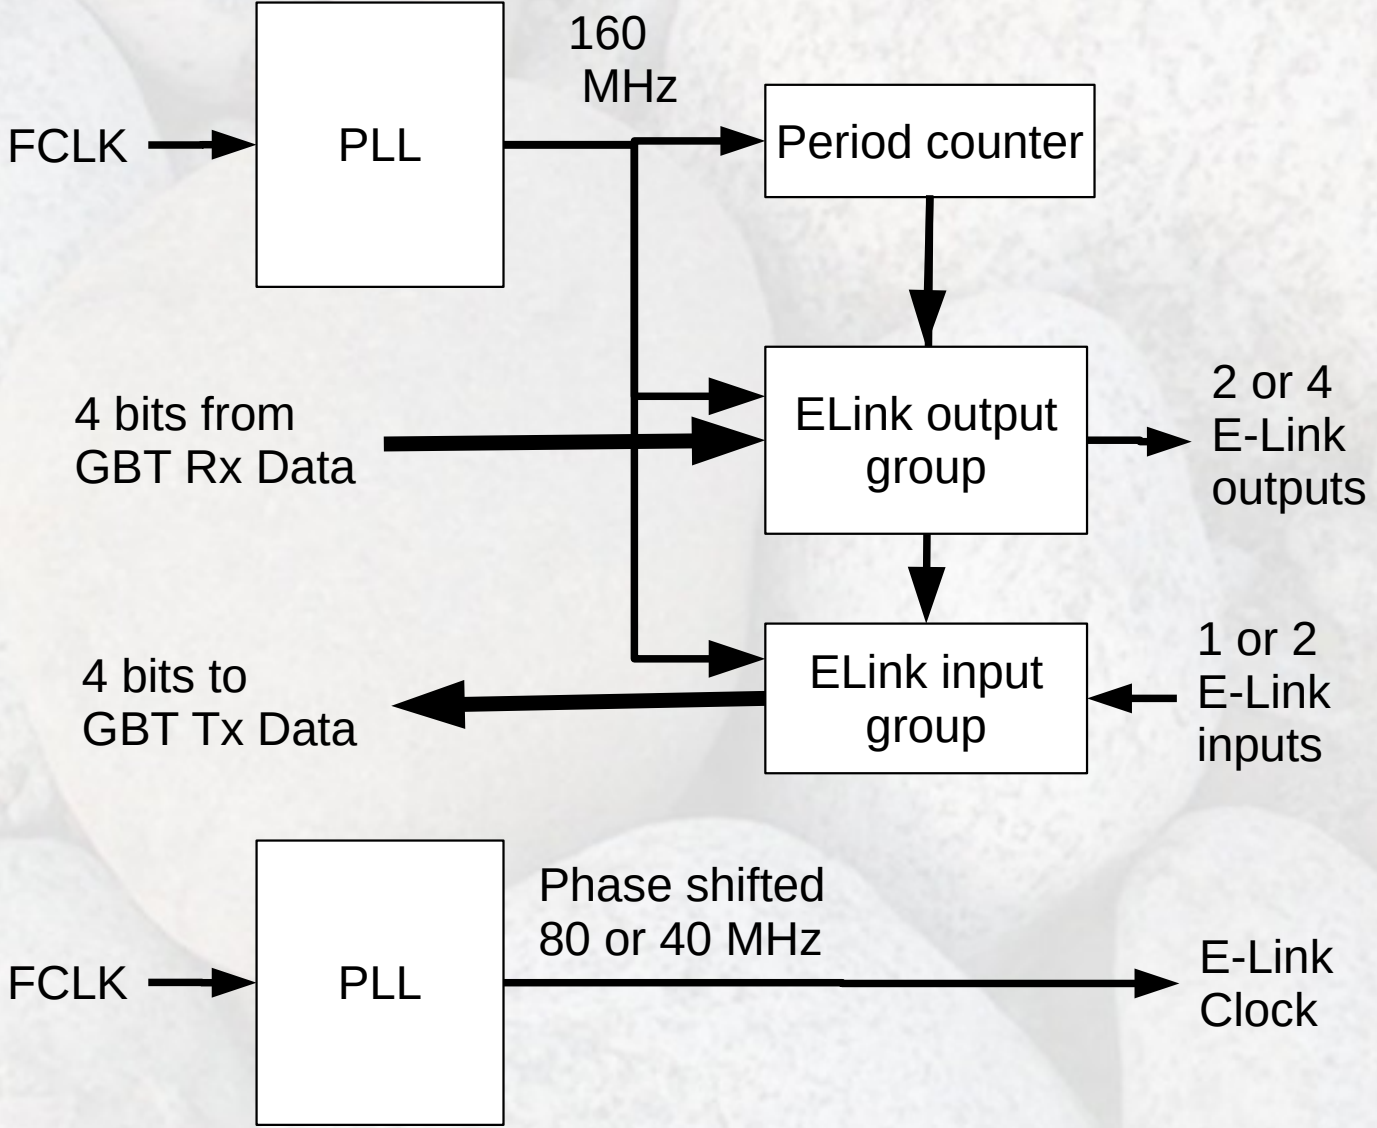 160
MHz
FCLK
PLL
Period counter
4 bits from
GBT Rx Data
ELink output
group
2 or 4
E-Link
outputs
4 bits to
GBT Tx Data
ELink input
group
1 or 2
E-Link
inputs
FCLK
PLL
Phase shifted
80 or 40 MHz
E-Link
Clock